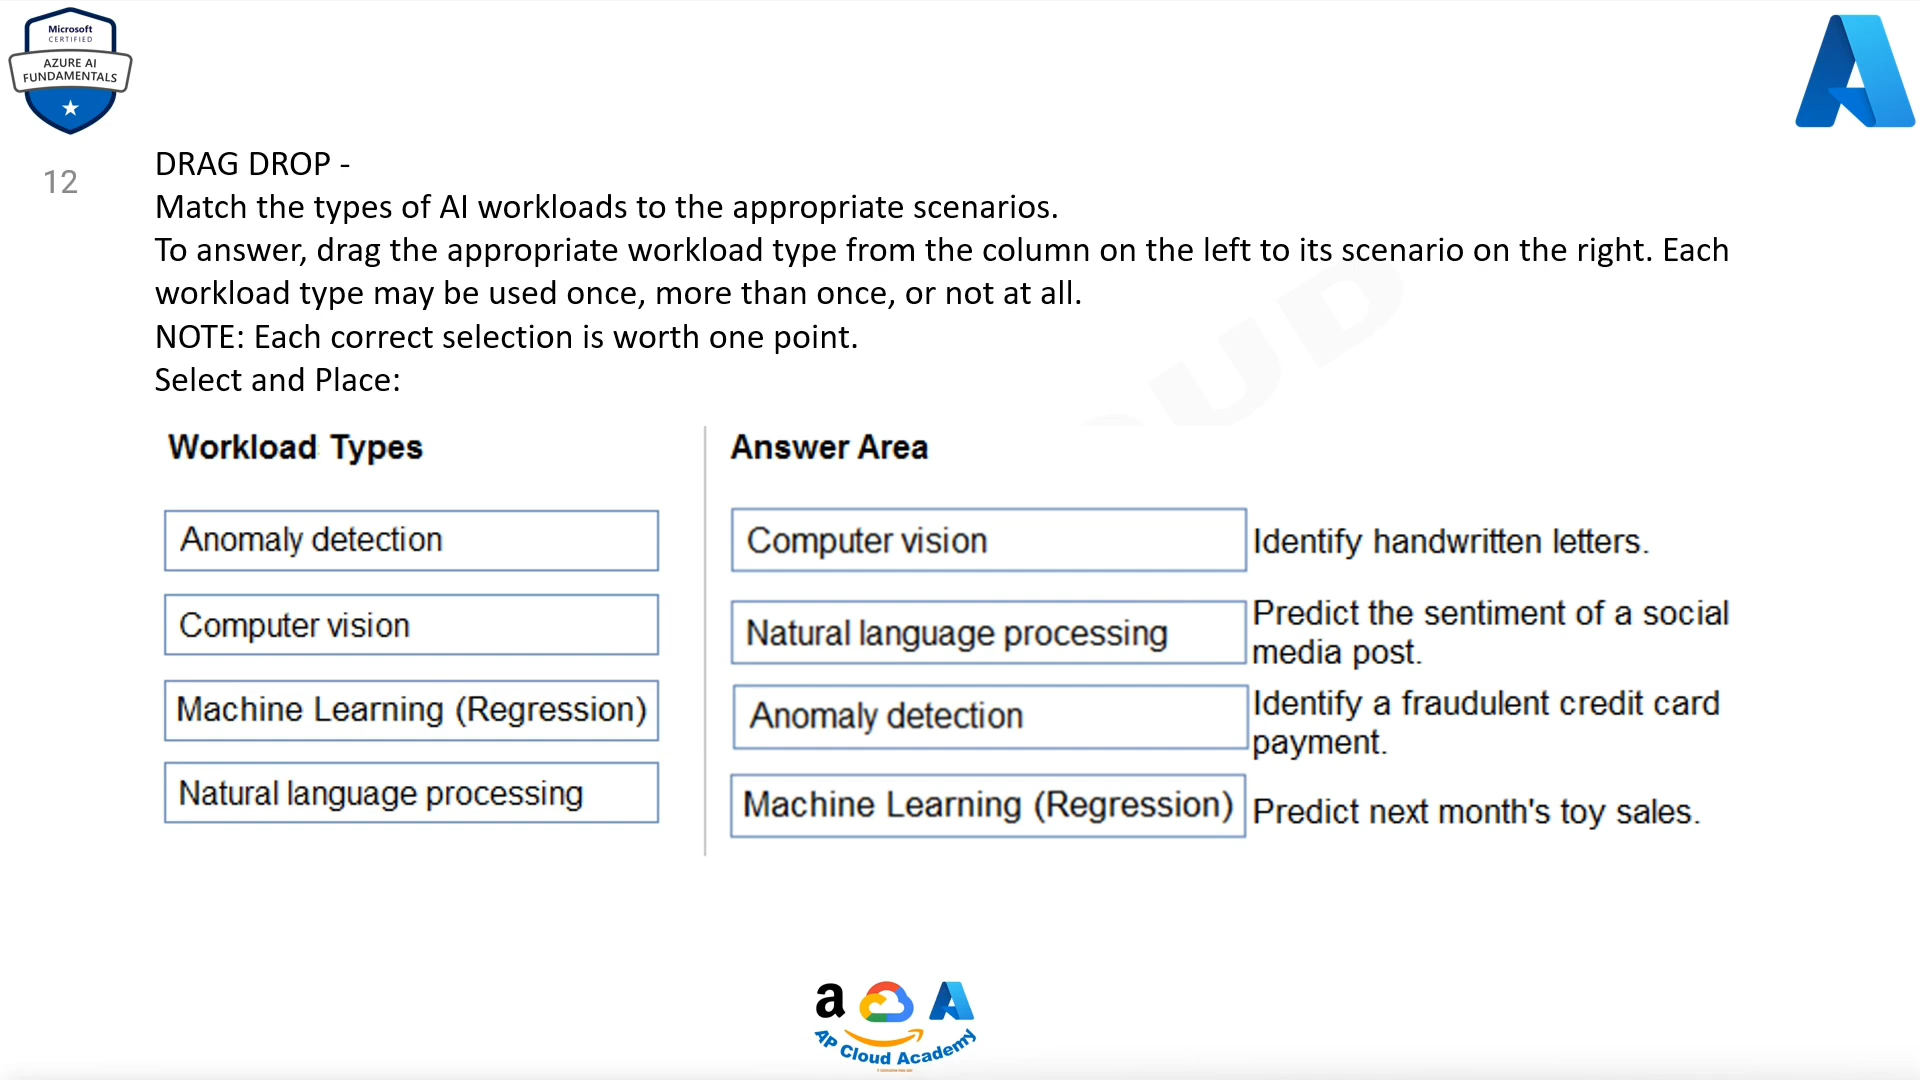 Microsoft
CERTIFIED
AZURE AI
FUNDAMENTALS
12
DRAG DROP -
Match the types of AI workloads to the appropriate scenarios.
To answer, drag the appropriate workload type from the column on the left to its scenario on the right. Each
workload type may be used once, more than once, or not at all.
NOTE: Each correct selection is worth one point.
Select and Place:
Workload Types
Anomaly detection
Computer vision
Machine Learning (Regression)
Natural language processing
Answer Area
Computer vision
Identify handwritten letters.
Natural language processing
Predict the sentiment of a social
media post.
Anomaly detection
Identify a fraudulent credit card
payment.
Machine Learning (Regression)
Predict next month's toy sales.
a
AP Cloud Academy